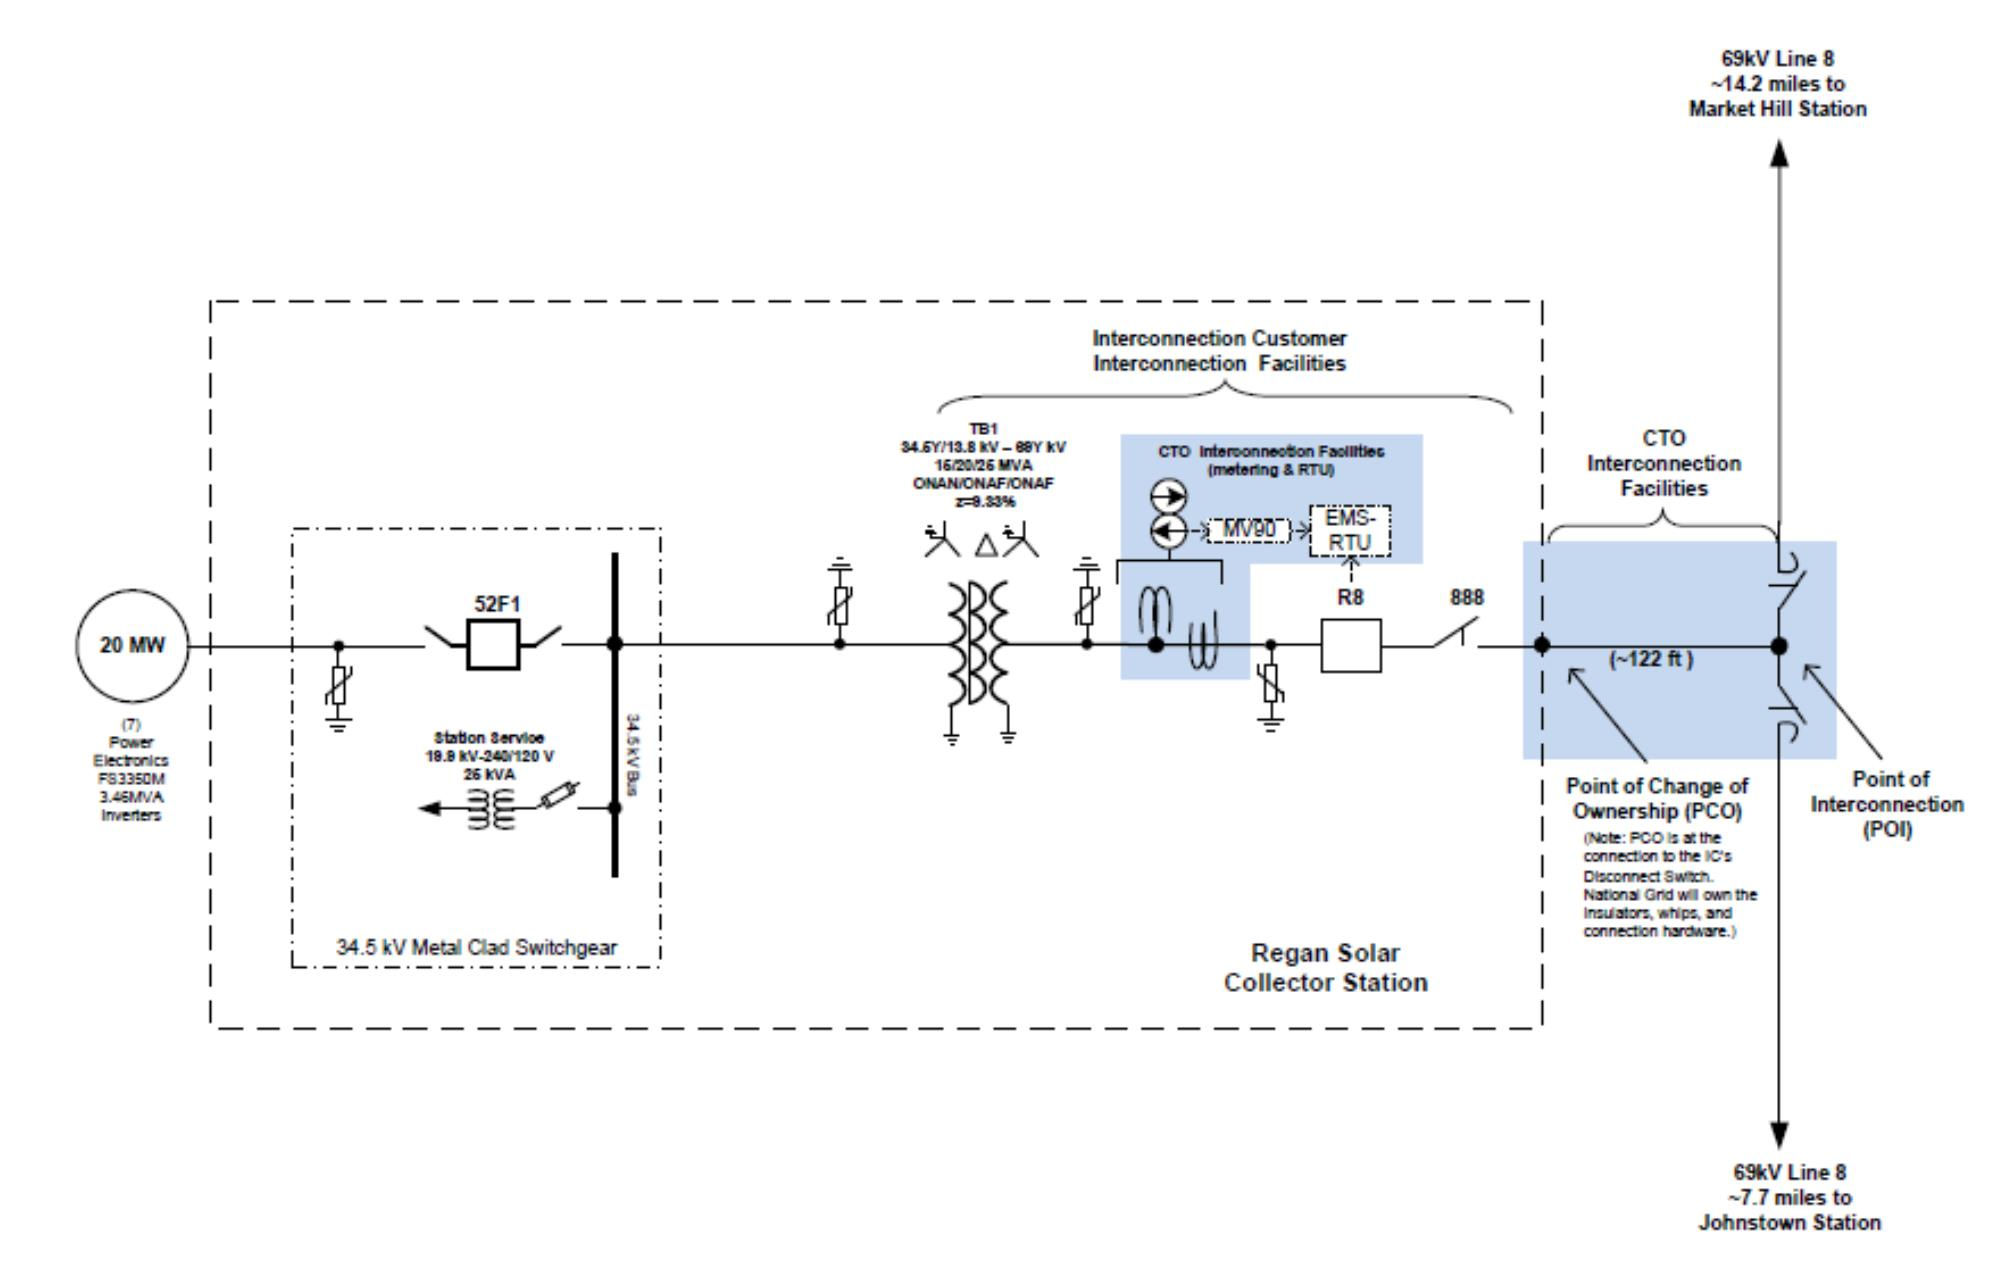 69kV Line 8
~14.2 miles to
Market Hill Station
Interconnection Customer
Interconnection Facilities
TB1
34.5Y/13.8 kV – 69Y kV
15/20/25 MVA
ONAN/ONAF/ONAF
z=9.33%
CTO Interconnection Facilities
(metering & RTU)
MV90
EMS-
RTU
CTO
Interconnection
Facilities
52F1
R8
888
20 MW
(~122 ft )
(7)
Power
Electronics
FS3350M
3.46MVA
Inverters
Station Service
19.9 kV-240/120 V
25 kVA
34.5 kV Bus
34.5 kV Metal Clad Switchgear
Regan Solar
Collector Station
Point of Change of
Ownership (PCO)
(Note: PCO is at the
connection to the IC's
Disconnect Switch.
National Grid will own the
insulators, whips, and
connection hardware.)
Point of
Interconnection
(POI)
69kV Line 8
~7.7 miles to
Johnstown Station